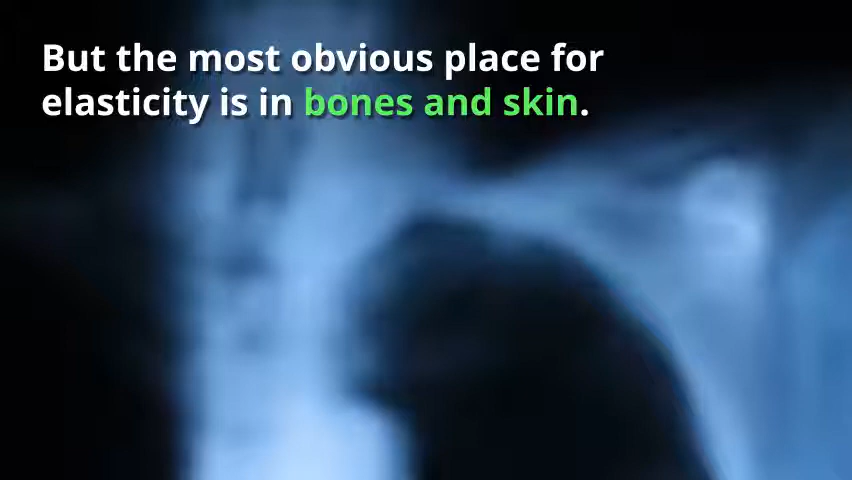 But the most obvious place for
elasticity is in bones and skin.